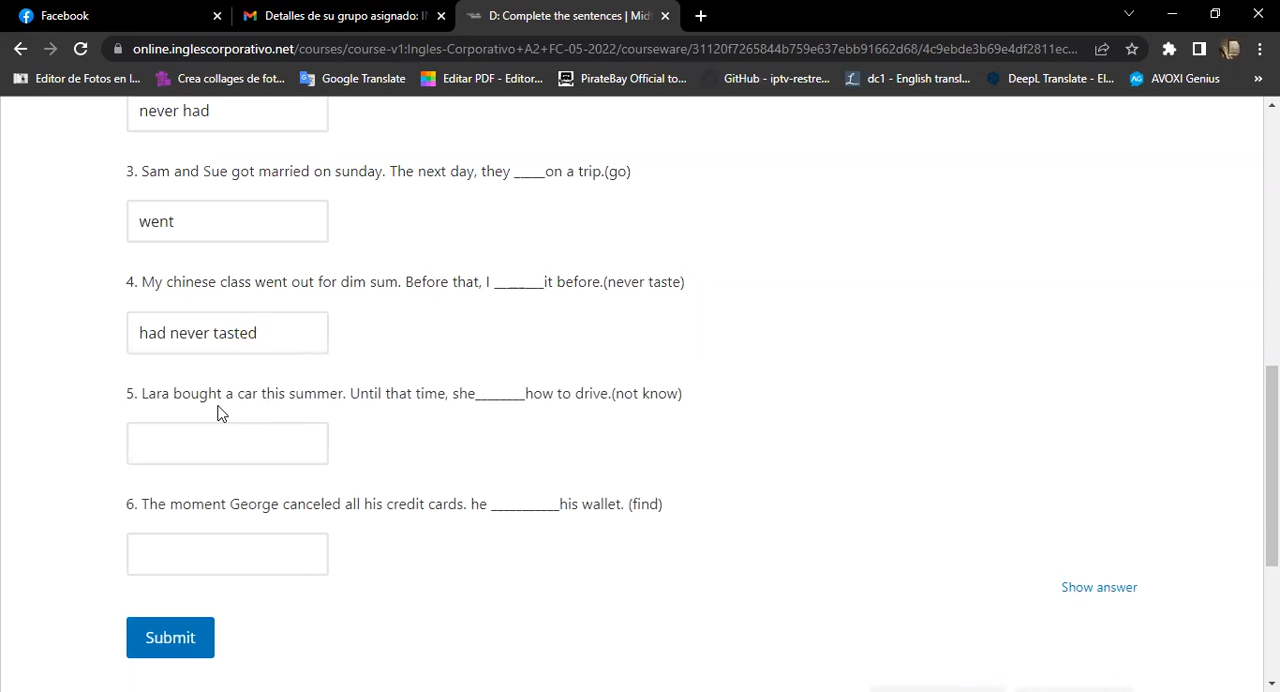 Facebook
Detalles de su grupo asignado: I
D: Complete the sentences | Mid
online.inglescorporativo.net/courses/course-v1:Ingles-Corporativo+A2+FC-05-2022/courseware/31120f7265844b759e637ebb91662d68/4c9ebde3b69e4df2811ec...
Editor de Fotos en l...
Crea collages de fot...
Google Translate
Editar PDF - Editor...
PirateBay Official to...
GitHub - iptv-restre...
dc1 - English transl...
DeepL Translate - El...
AVOXI Genius
»
never had
3. Sam and Sue got married on sunday. The next day, they _____on a trip.(go)
went
4. My chinese class went out for dim sum. Before that, I ________it before.(never taste)
had never tasted
5. Lara bought a car this summer. Until that time, she________how to drive.(not know)
6. The moment George canceled all his credit cards. he ___________his wallet. (find)
Show answer
Submit